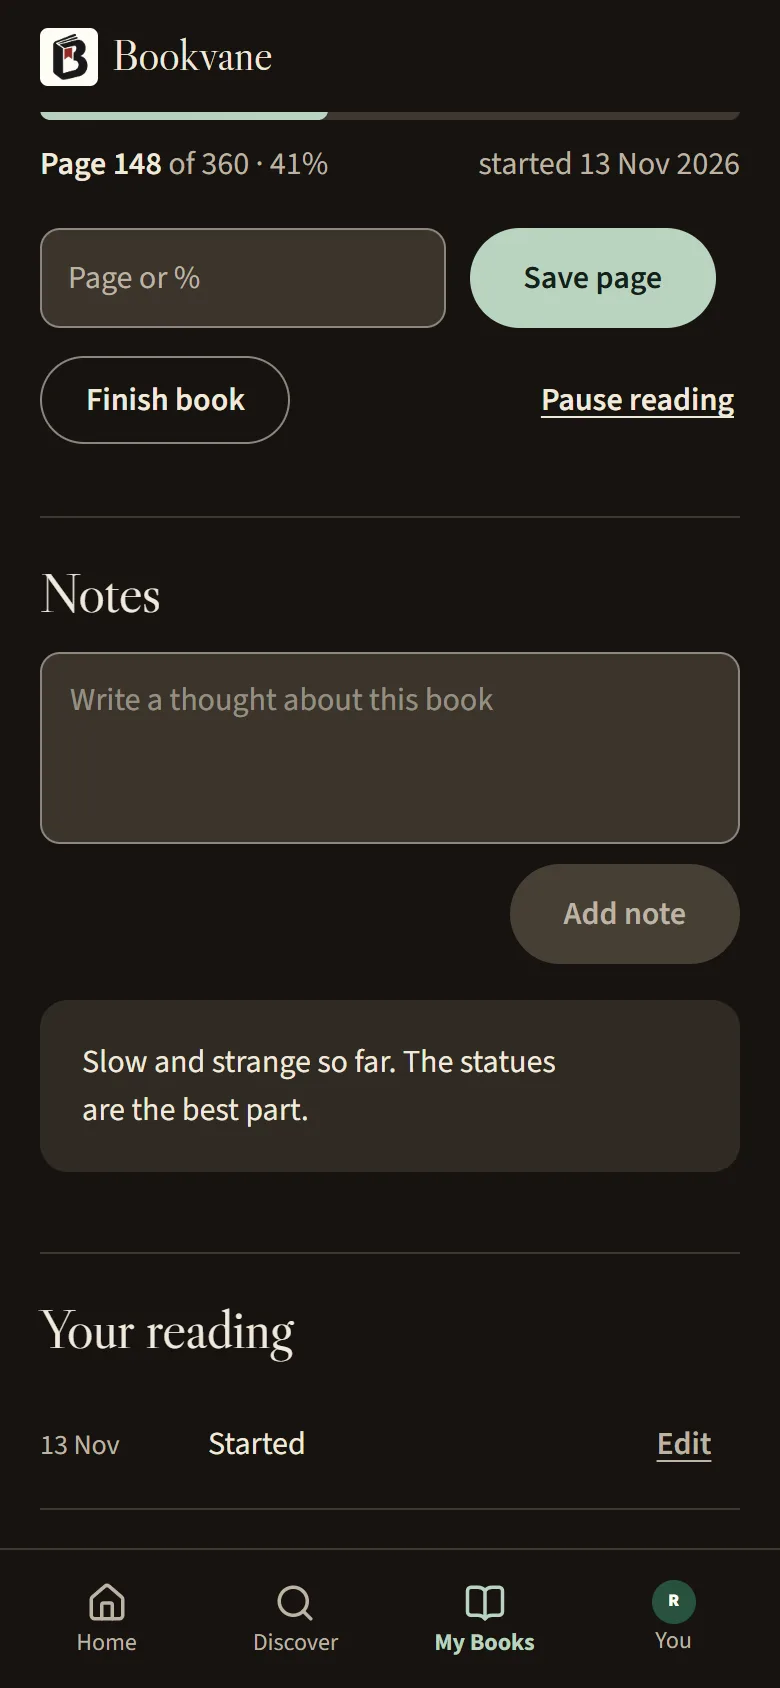 Bookvane
Page 148 of 360 · 41%
started 13 Nov 2026
Page or %
Save page
Finish book
Pause reading
Notes
Write a thought about this book
Add note
Slow and strange so far. The statues
are the best part.
Your reading
13 Nov
Started
Edit
Home
Discover
My Books
R
You